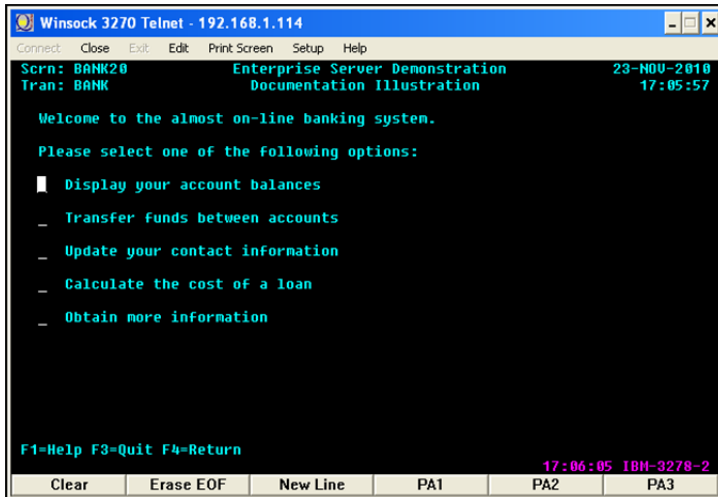 Winsock 3270 Telnet - 192.168.1.114
Connect Close Exit Edit Print Screen Setup Help
Scrn: BANK20 Enterprise Server Demonstration 23-NOV-2010
Tran: BANK Documentation Illustration 17:05:57
Welcome to the almost on-line banking system.
Please select one of the following options:
Display your account balances
_ Transfer funds between accounts
_ Update your contact information
_ Calculate the cost of a loan
_ Obtain more information
F1=Help F3=Quit F4=Return
17:06:05 IBM-3278-2
Clear Erase EOF New Line PA1 PA2 PA3